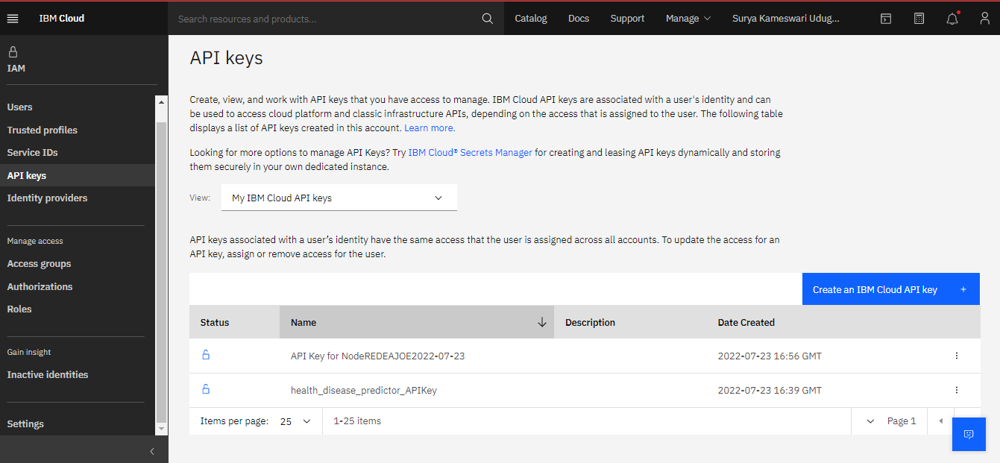 IBM Cloud
Search resources and products...
Catalog
Docs
Support
Manage
Surya Kameswari Udug...
IAM
Users
Trusted profiles
Service IDs
API keys
Identity providers
Manage access
Access groups
Authorizations
Roles
Gain insight
Inactive identities
Settings
API keys
Create, view, and work with API keys that you have access to manage. IBM Cloud API keys are associated with a user's identity and can
be used to access cloud platform and classic infrastructure APIs, depending on the access that is assigned to the user. The following table
displays a list of API keys created in this account. Learn more.
Looking for more options to manage API Keys? Try IBM Cloud® Secrets Manager for creating and leasing API keys dynamically and storing
them securely in your own dedicated instance.
View:
My IBM Cloud API keys
API keys associated with a user’s identity have the same access that the user is assigned across all accounts. To update the access for an
API key, assign or remove access for the user.
Create an IBM Cloud API key +
Status
Name
Description
Date Created
API Key for NodeREDEAJOE2022-07-23
2022-07-23 16:56 GMT
health_disease_predictor_APIKey
2022-07-23 16:39 GMT
Items per page: 25
1-25 items
Page 1